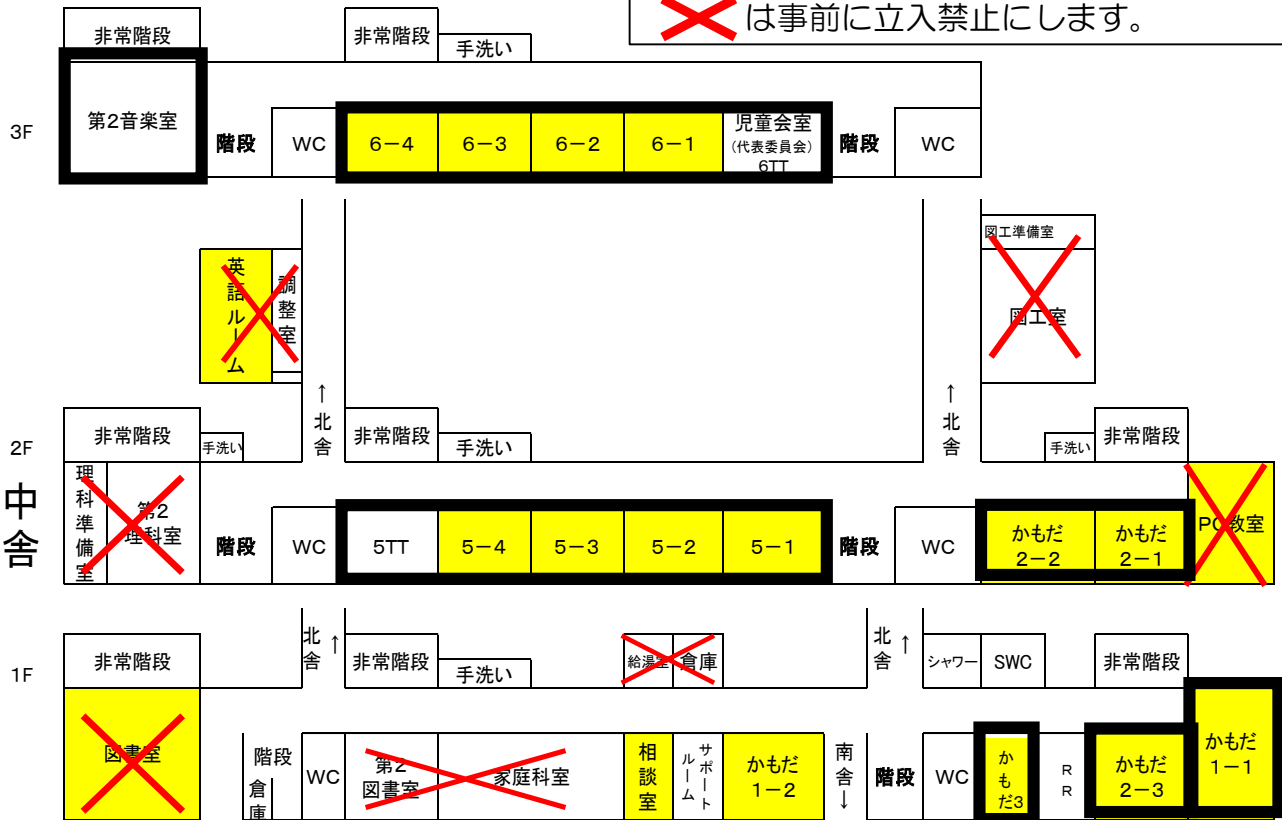 は事前に立入禁止にします。
非常階段
非常階段
手洗い
3F
第2音楽室
階段
WC
6-4
6-3
6-2
6-1
児童会室
(代表委員会)
6TT
階段
WC
英語ルーム
調整室
図工準備室
図工室
↑北舎
↑北舎
2F
非常階段
手洗い
非常階段
手洗い
手洗い
非常階段
中舎
理科準備室
第2
理科室
階段
WC
5TT
5-4
5-3
5-2
5-1
階段
WC
かもだ
2-2
かもだ
2-1
PC教室
1F
非常階段
北舎↑
非常階段
手洗い
給湯室
倉庫
北舎↑
シャワー
SWC
非常階段
図書室
階段
倉庫
WC
第2
図書室
家庭科室
相談室
サポート
ルーム
かもだ
1-2
南舎↓
階段
WC
かもだ3
RR
かもだ
2-3
かもだ
1-1